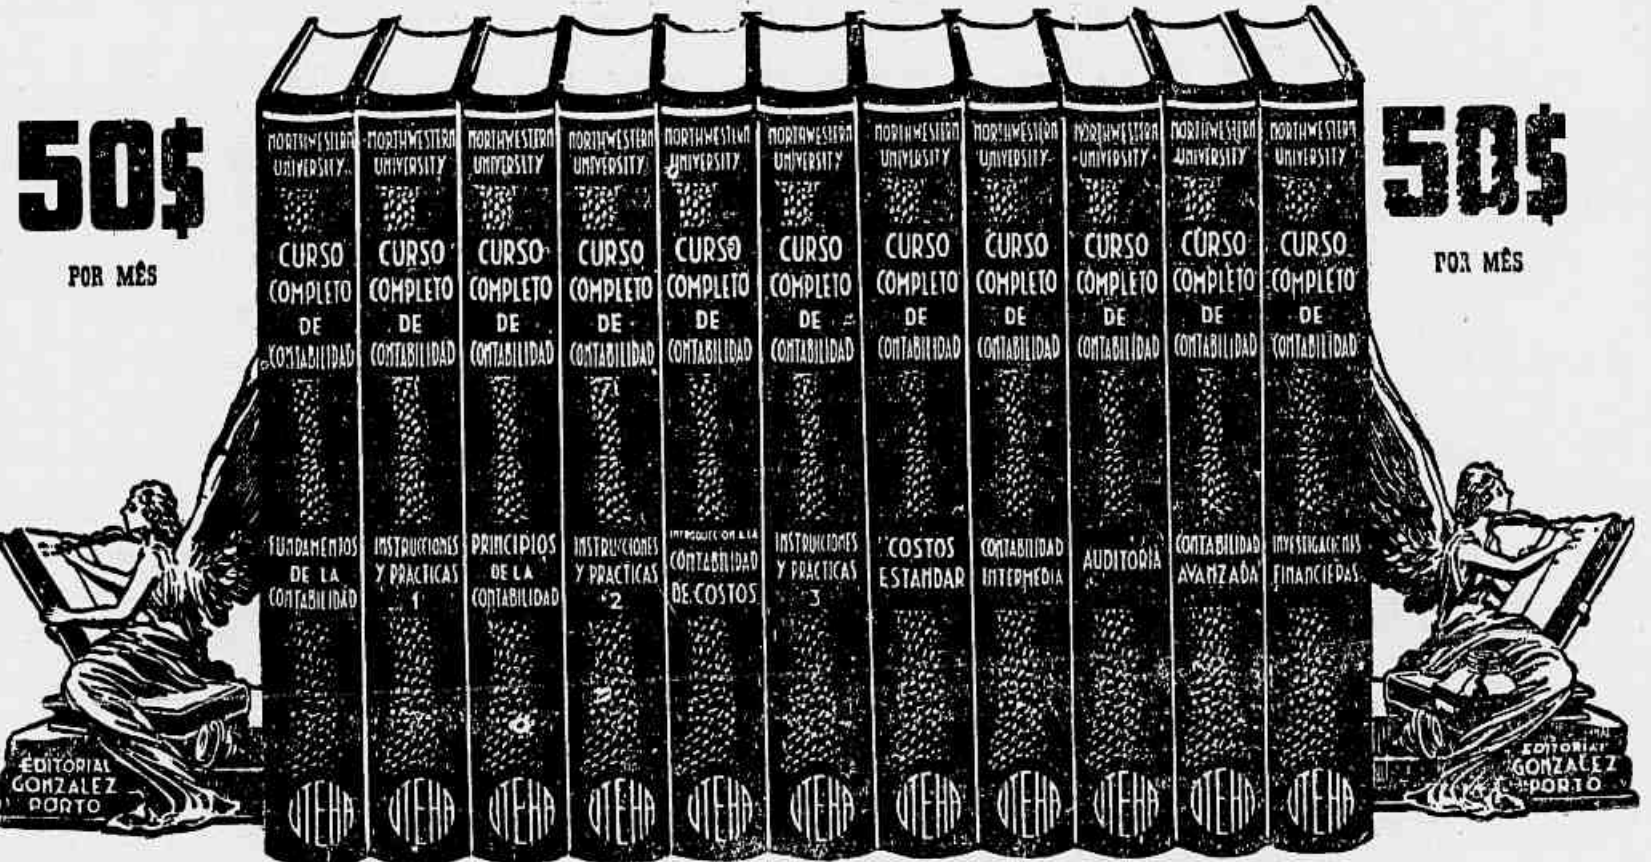 50$
POR MÊS
NORTHWESTERN
UNIVERSITY
CURSO
COMPLETO
DE
CONTABILIDAD
FUNDAMENTOS
DE LA
CONTABILIDAD
UTEHA
NORTHWESTERN
UNIVERSITY
CURSO
COMPLETO
DE
CONTABILIDAD
INSTRUCCIONES
Y PRACTICAS
1
UTEHA
NORTHWESTERN
UNIVERSITY
CURSO
COMPLETO
DE
CONTABILIDAD
PRINCIPIOS
DE LA
CONTABILIDAD
UTEHA
NORTHWESTERN
UNIVERSITY
CURSO
COMPLETO
DE
CONTABILIDAD
INSTRUCCIONES
Y PRACTICAS
2
UTEHA
NORTHWESTERN
UNIVERSITY
CURSO
COMPLETO
DE
CONTABILIDAD
INTRODUCCION A LA
CONTABILIDAD
DE COSTOS
UTEHA
NORTHWESTERN
UNIVERSITY
CURSO
COMPLETO
DE
CONTABILIDAD
INSTRUCCIONES
Y PRACTICAS
3
UTEHA
NORTHWESTERN
UNIVERSITY
CURSO
COMPLETO
DE
CONTABILIDAD
COSTOS
ESTANDAR
UTEHA
NORTHWESTERN
UNIVERSITY
CURSO
COMPLETO
DE
CONTABILIDAD
CONTABILIDAD
INTERMEDIA
UTEHA
NORTHWESTERN
UNIVERSITY
CURSO
COMPLETO
DE
CONTABILIDAD
AUDITORIA
UTEHA
NORTHWESTERN
UNIVERSITY
CURSO
COMPLETO
DE
CONTABILIDAD
CONTABILIDAD
AVANZADA
UTEHA
NORTHWESTERN
UNIVERSITY
CURSO
COMPLETO
DE
CONTABILIDAD
INVESTIGACIONES
FINANCIERAS
UTEHA
50$
POR MÊS
EDITORIAL
GONZALEZ
PORTO
EDITORIAL
GONZALEZ
PORTO